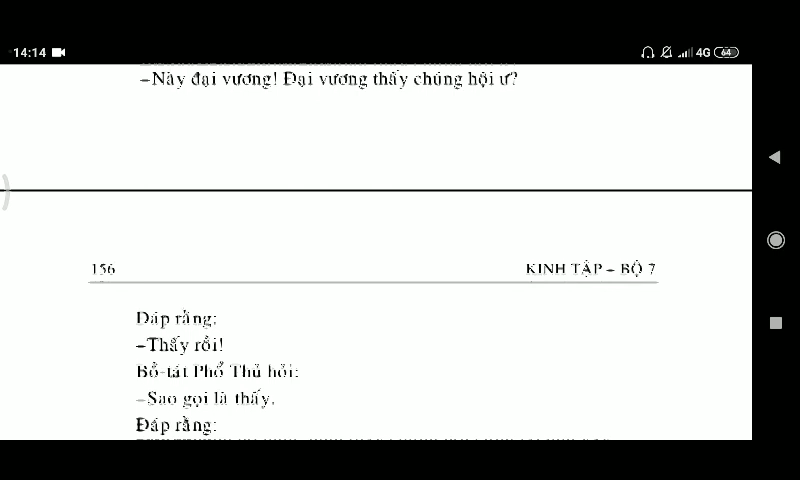 14:14
4G 64
–Này đại vương! Đại vương thấy chúng hội ư?
156 KINH TẬP – BỘ 7
Đáp rằng:
–Thấy rồi!
Bồ-tát Phổ Thủ hỏi:
–Sao gọi là thấy.
Đáp rằng: